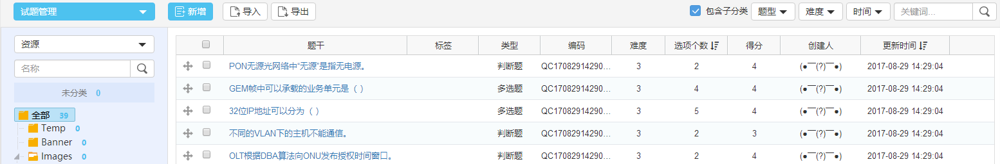 试题管理 新增 导入 导出 包含子分类 题型 难度 时间 关键词...
资源
名称
未分类 0
全部 39
Temp 0
Banner 0
Images 0
题干 标签 类型 编码 难度 选项个数 得分 创建人 更新时间
PON无源光网络中“无源”是指无电源。 判断题 QC17082914290... 3 2 4 (●￣(?)￣●) 2017-08-29 14:29:04
GEM帧中可以承载的业务单元是（ ） 多选题 QC17082914290... 3 4 4 (●￣(?)￣●) 2017-08-29 14:29:04
32位IP地址可以分为（ ） 多选题 QC17082914290... 3 5 4 (●￣(?)￣●) 2017-08-29 14:29:04
不同的VLAN下的主机不能通信。 判断题 QC17082914290... 3 2 3 (●￣(?)￣●) 2017-08-29 14:29:04
OLT根据DBA算法向ONU发布授权时间窗口。 判断题 QC17082914290... 3 2 4 (●￣(?)￣●) 2017-08-29 14:29:04